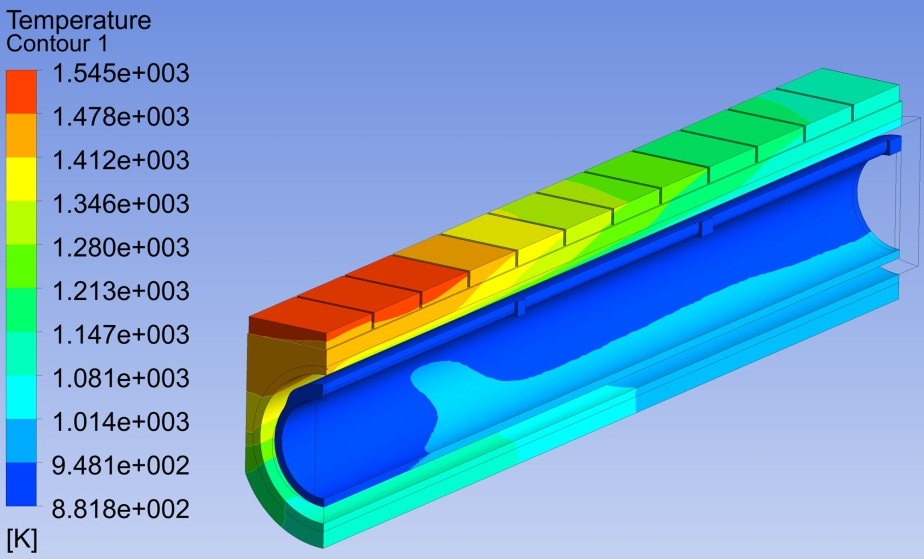 Temperature
Contour 1
1.545e+003
1.478e+003
1.412e+003
1.346e+003
1.280e+003
1.213e+003
1.147e+003
1.081e+003
1.014e+003
9.481e+002
8.818e+002
[K]